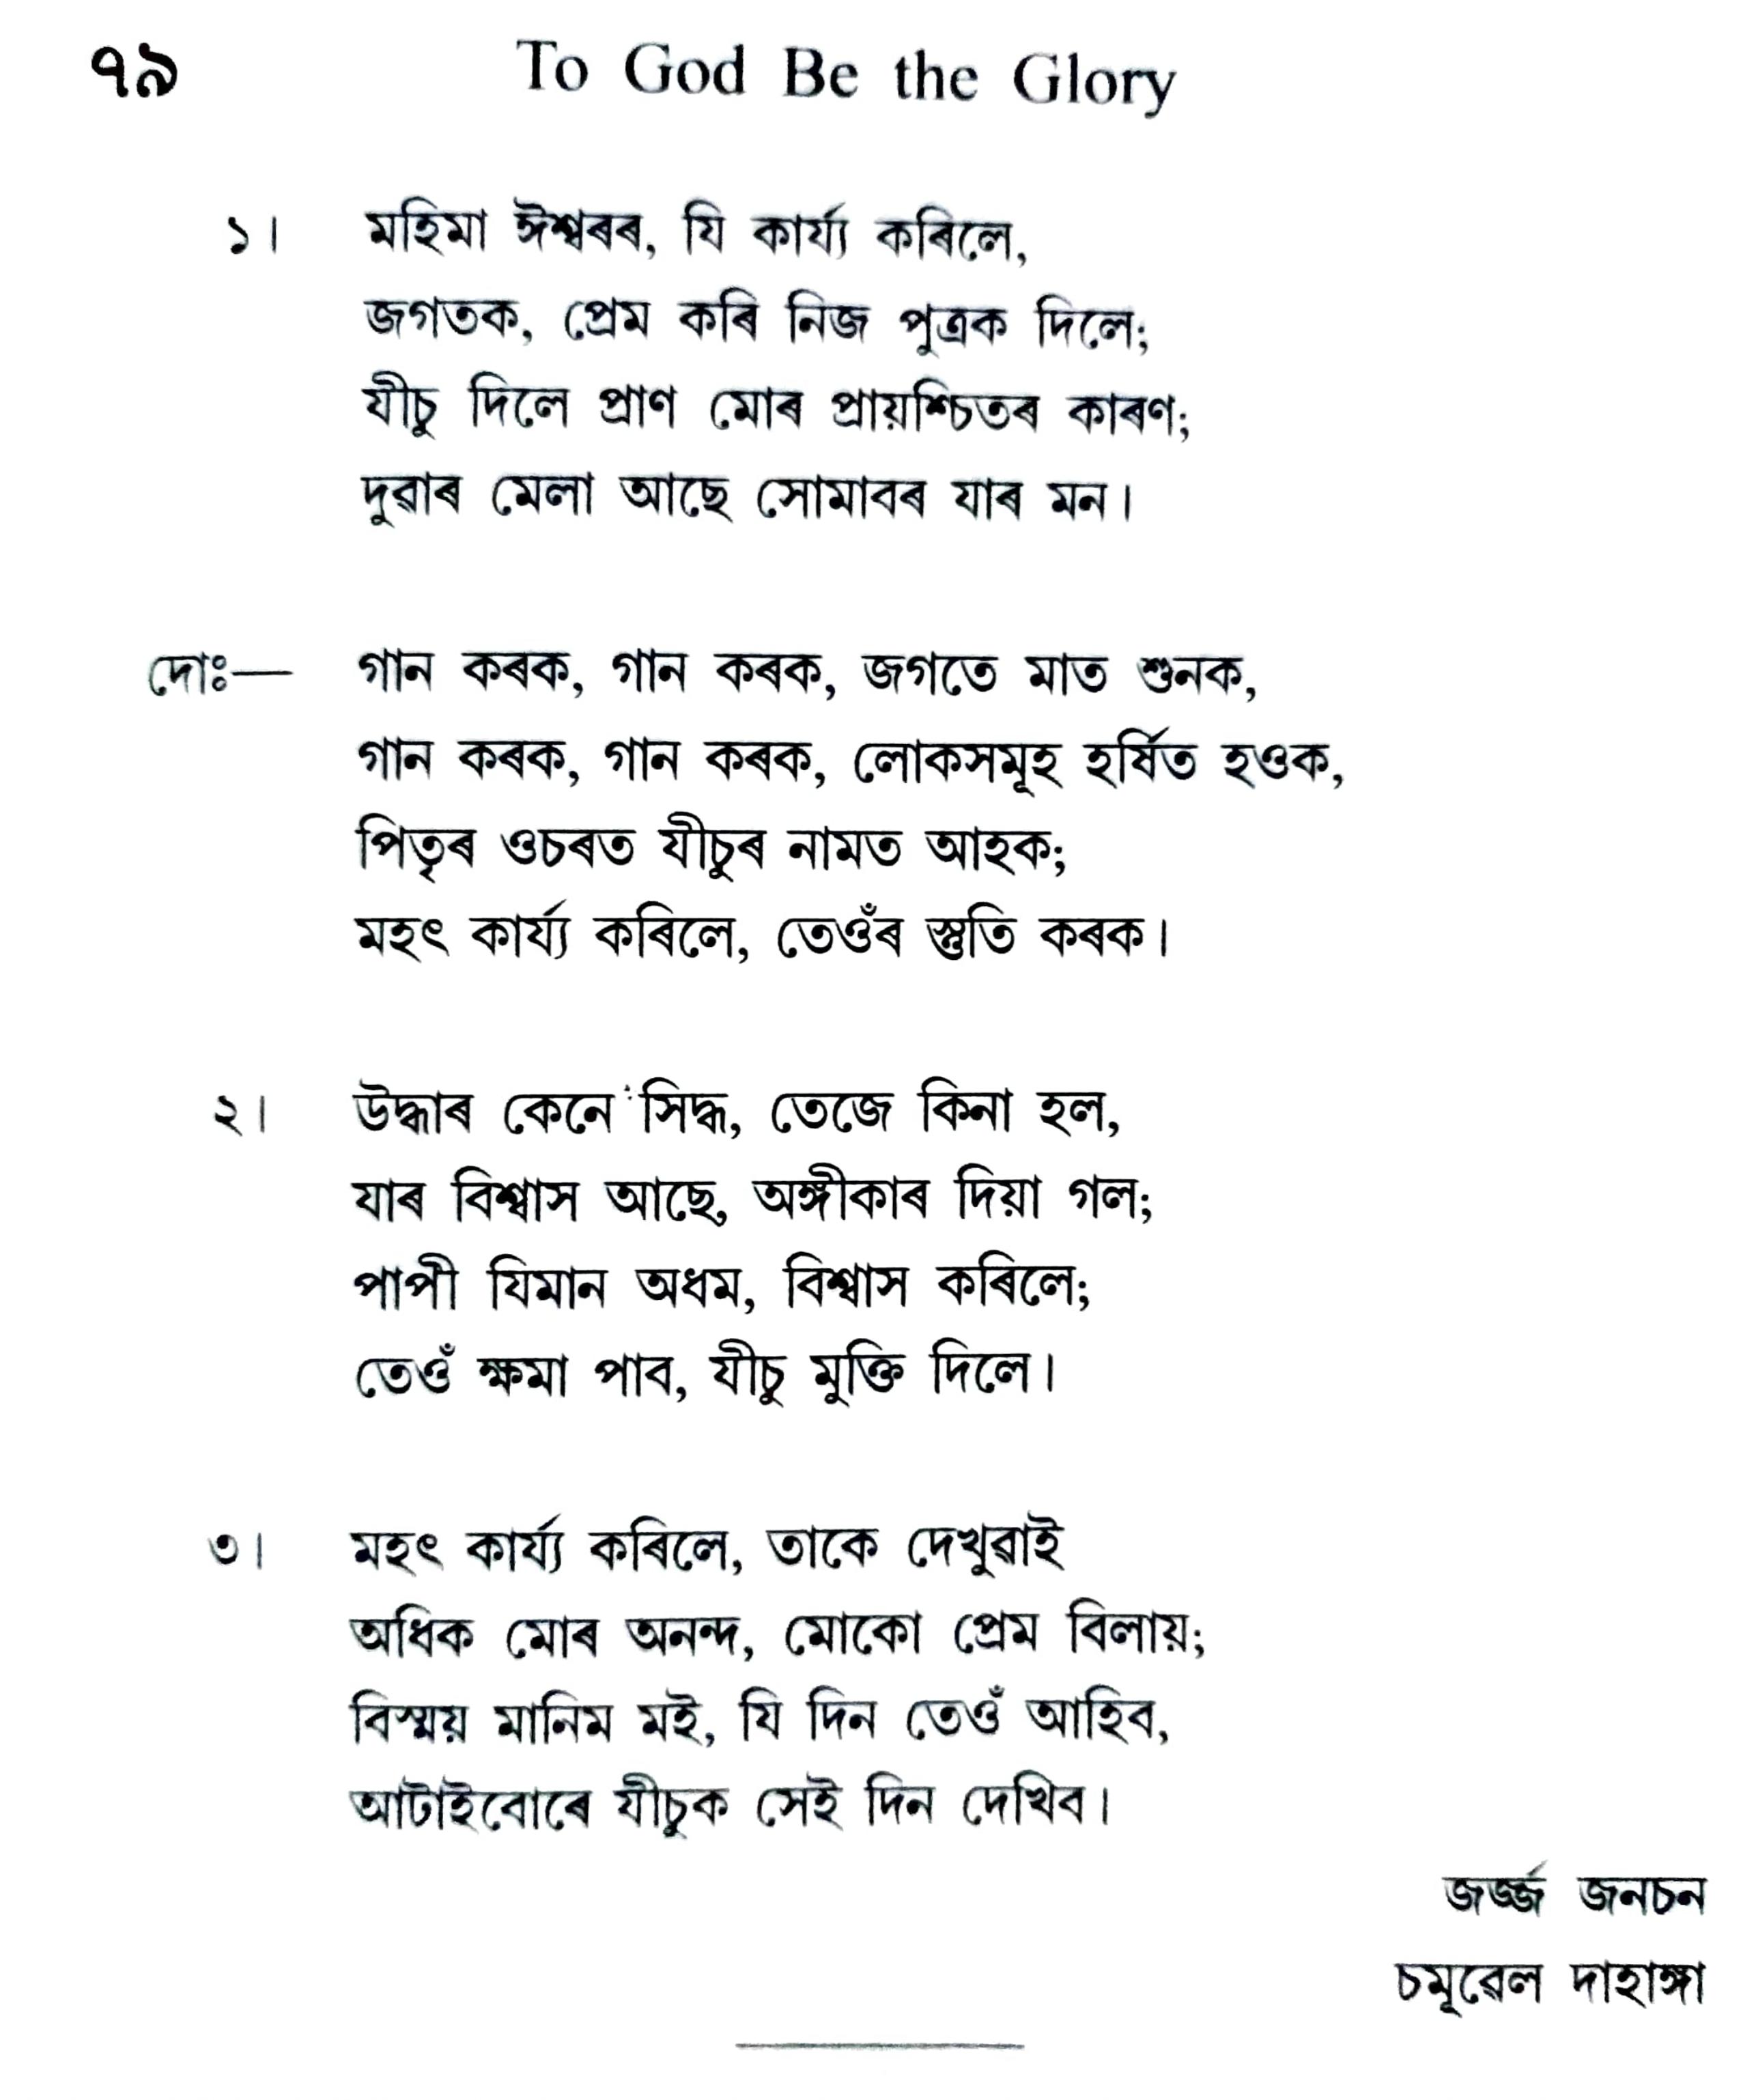 ৭৯ To God Be the Glory
১। মহিমা ঈশ্বৰৰ, যি কাৰ্য্য কৰিলে,
জগতক, প্ৰেম কৰি নিজ পুত্ৰক দিলে;
যীচু দিলে প্ৰাণ মোৰ প্ৰায়শ্চিতৰ কাৰণ;
দুৱাৰ মেলা আছে সোমাবৰ যাৰ মন।
দোঃ— গান কৰক, গান কৰক, জগতে মাত শুনক,
গান কৰক, গান কৰক, লোকসমূহ হৰ্ষিত হওক,
পিতৃৰ ওচৰত যীচুৰ নামত আহক;
মহৎ কাৰ্য্য কৰিলে, তেওঁৰ স্তুতি কৰক।
২। উদ্ধাৰ কেনে সিদ্ধ, তেজে কিনা হল,
যাৰ বিশ্বাস আছে, অঙ্গীকাৰ দিয়া গল;
পাপী যিমান অধম, বিশ্বাস কৰিলে;
তেওঁ ক্ষমা পাব, যীচু মুক্তি দিলে।
৩। মহৎ কাৰ্য্য কৰিলে, তাকে দেখুৱাই
অধিক মোৰ অনন্দ, মোকো প্ৰেম বিলায়;
বিস্ময় মানিম মই, যি দিন তেওঁ আহিব,
আটাইবোৰে যীচুক সেই দিন দেখিব।
জৰ্জ্জ জনচন
চমূৱেল দাহাঙ্গা